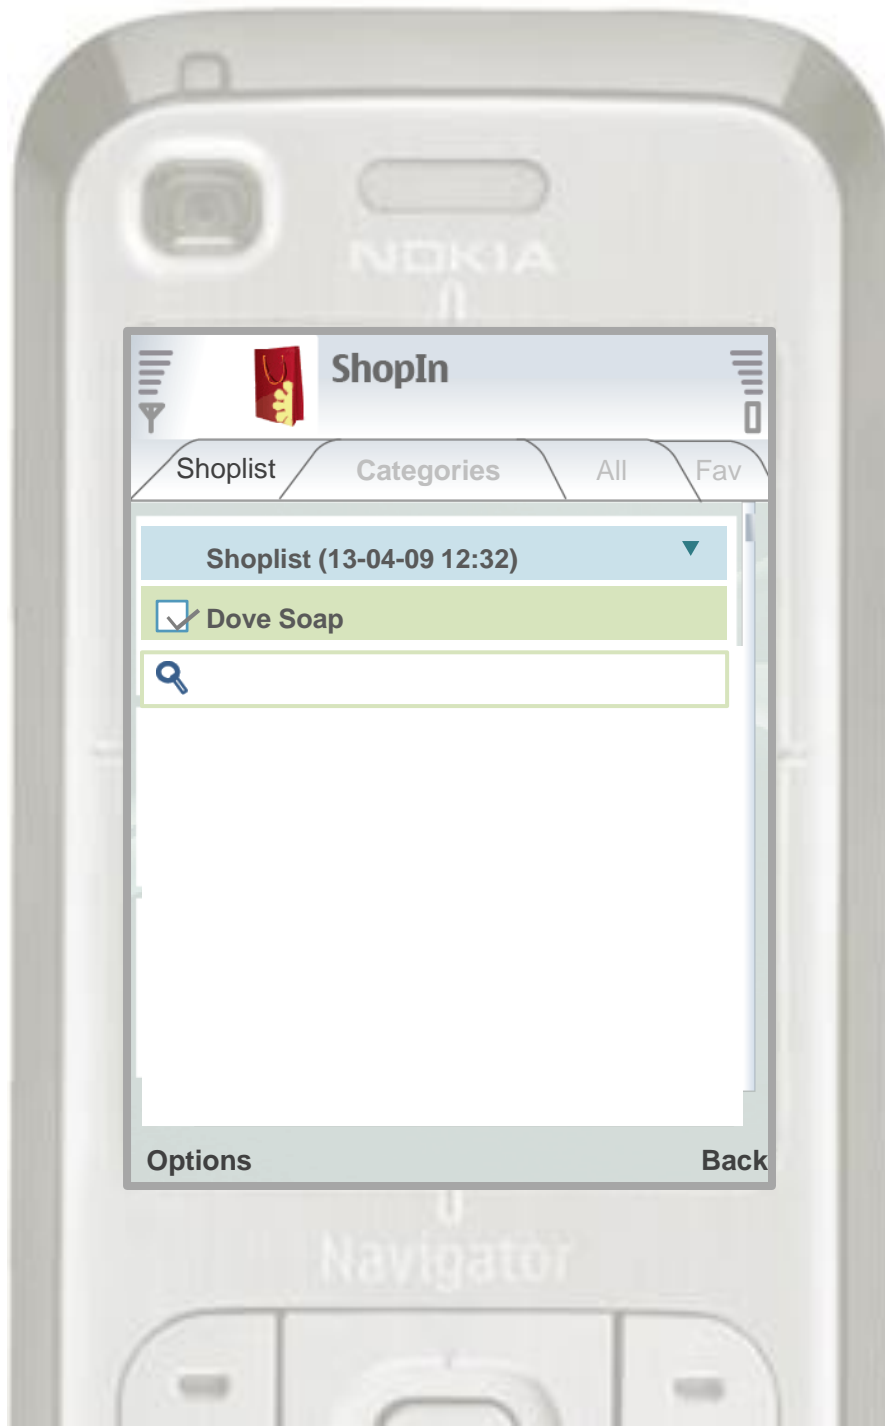 NOKIA
ShopIn
Shoplist Categories All Fav
Shoplist (13-04-09 12:32)
Dove Soap
Options Back
Navigator